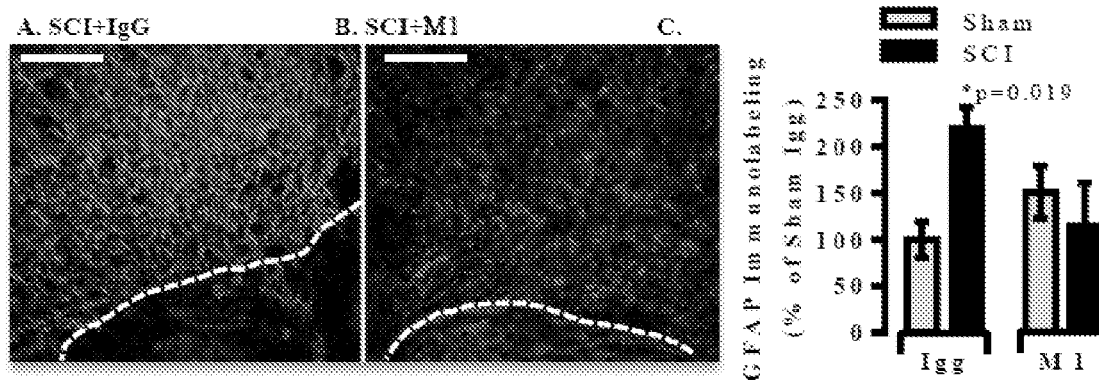 A. SCI+IgG
B. SCI+M1
C.
GFAP Immunolabeling
(% of Sham Igg)
Sham
SCI
*p=0.019
250
200
150
100
50
0
Igg
M1